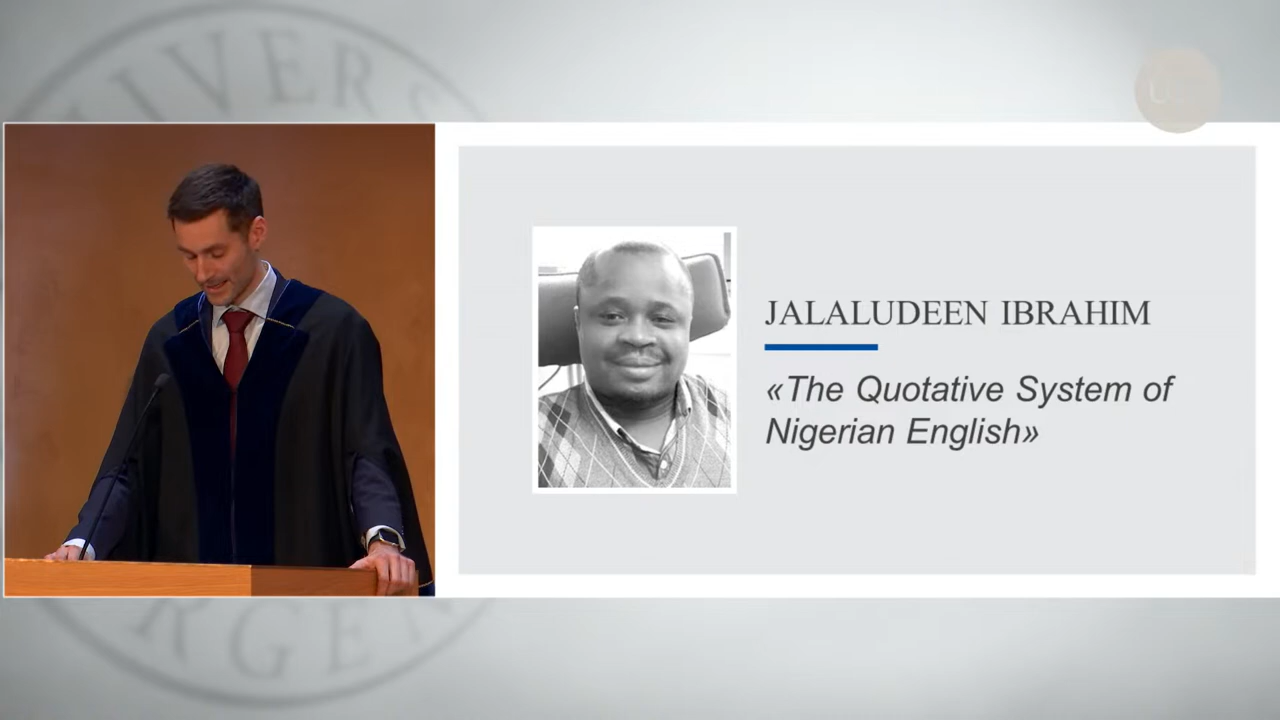 JALALUDEEN IBRAHIM
«The Quotative System of
Nigerian English»